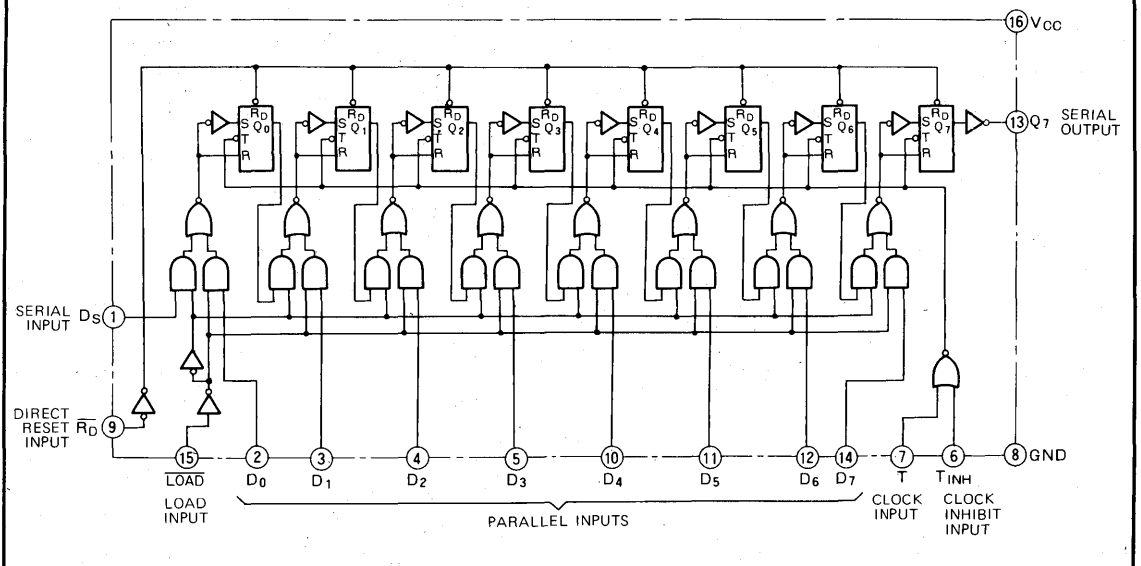 16 VCC
RD RD RD RD RD RD RD RD
S Q0 S Q1 S Q2 S Q3 S Q4 S Q5 S Q6 S Q7
T T T T T T T T
R R R R R R R R
13 Q7 SERIAL OUTPUT
SERIAL INPUT DS 1
DIRECT RESET INPUT R̅D̅ 9
15 2 3 4 5 10 11 12 14 7 6 8 GND
L̅O̅A̅D̅ D0 D1 D2 D3 D4 D5 D6 D7 T TINH
LOAD INPUT
PARALLEL INPUTS
CLOCK INPUT
CLOCK INHIBIT INPUT